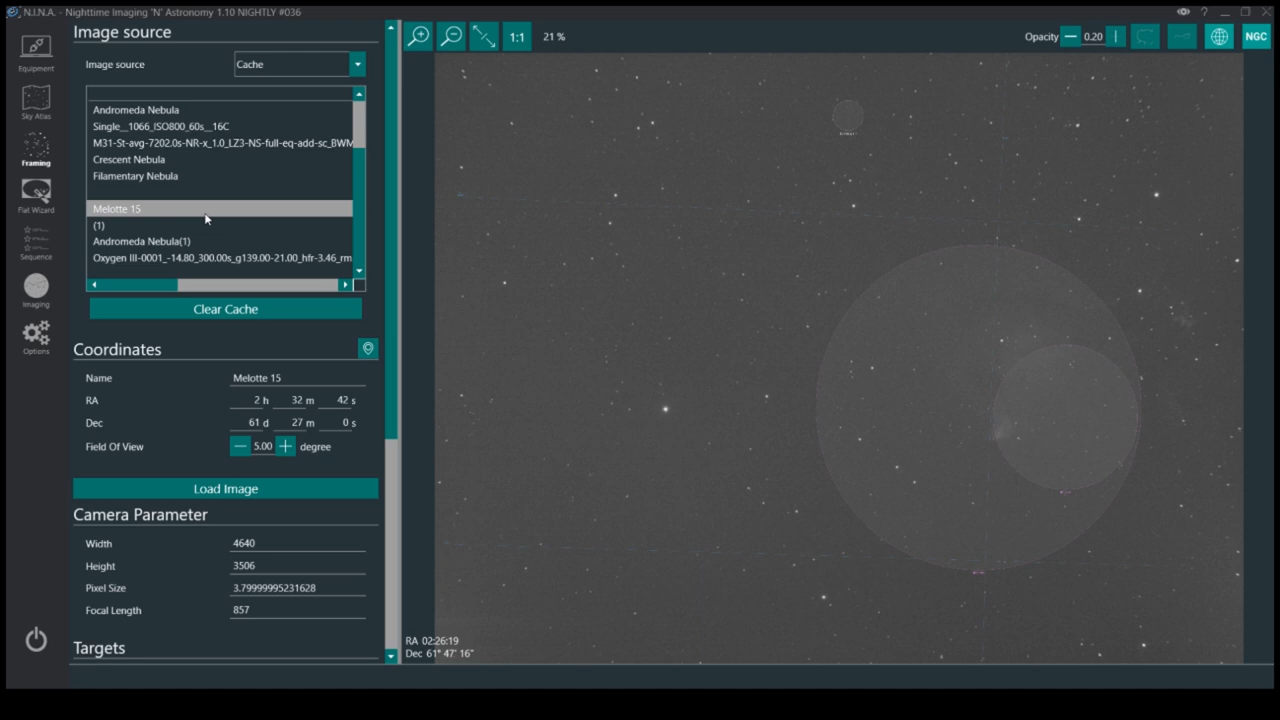 N.I.N.A. - Nighttime Imaging 'N' Astronomy 1.10 NIGHTLY #036
Equipment
Sky Atlas
Framing
Flat Wizard
Sequence
Imaging
Options
Image source
Image source Cache
Andromeda Nebula
Single__1066_ISO800_60s__16C
M31-St-avg-7202.0s-NR-x_1.0_LZ3-NS-full-eq-add-sc_BWM
Crescent Nebula
Filamentary Nebula
Melotte 15
(1)
Andromeda Nebula(1)
Oxygen III-0001_-14.80_300.00s_g139.00-21.00_hfr-3.46_rm
Clear Cache
Coordinates
Name Melotte 15
RA 2 h 32 m 42 s
Dec 61 d 27 m 0 s
Field Of View 5.00 degree
Load Image
Camera Parameter
Width 4640
Height 3506
Pixel Size 3.79999995231628
Focal Length 857
Targets
1:1 21 % Opacity 0.20 NGC
RA 02:26:19
Dec 61° 47' 16"